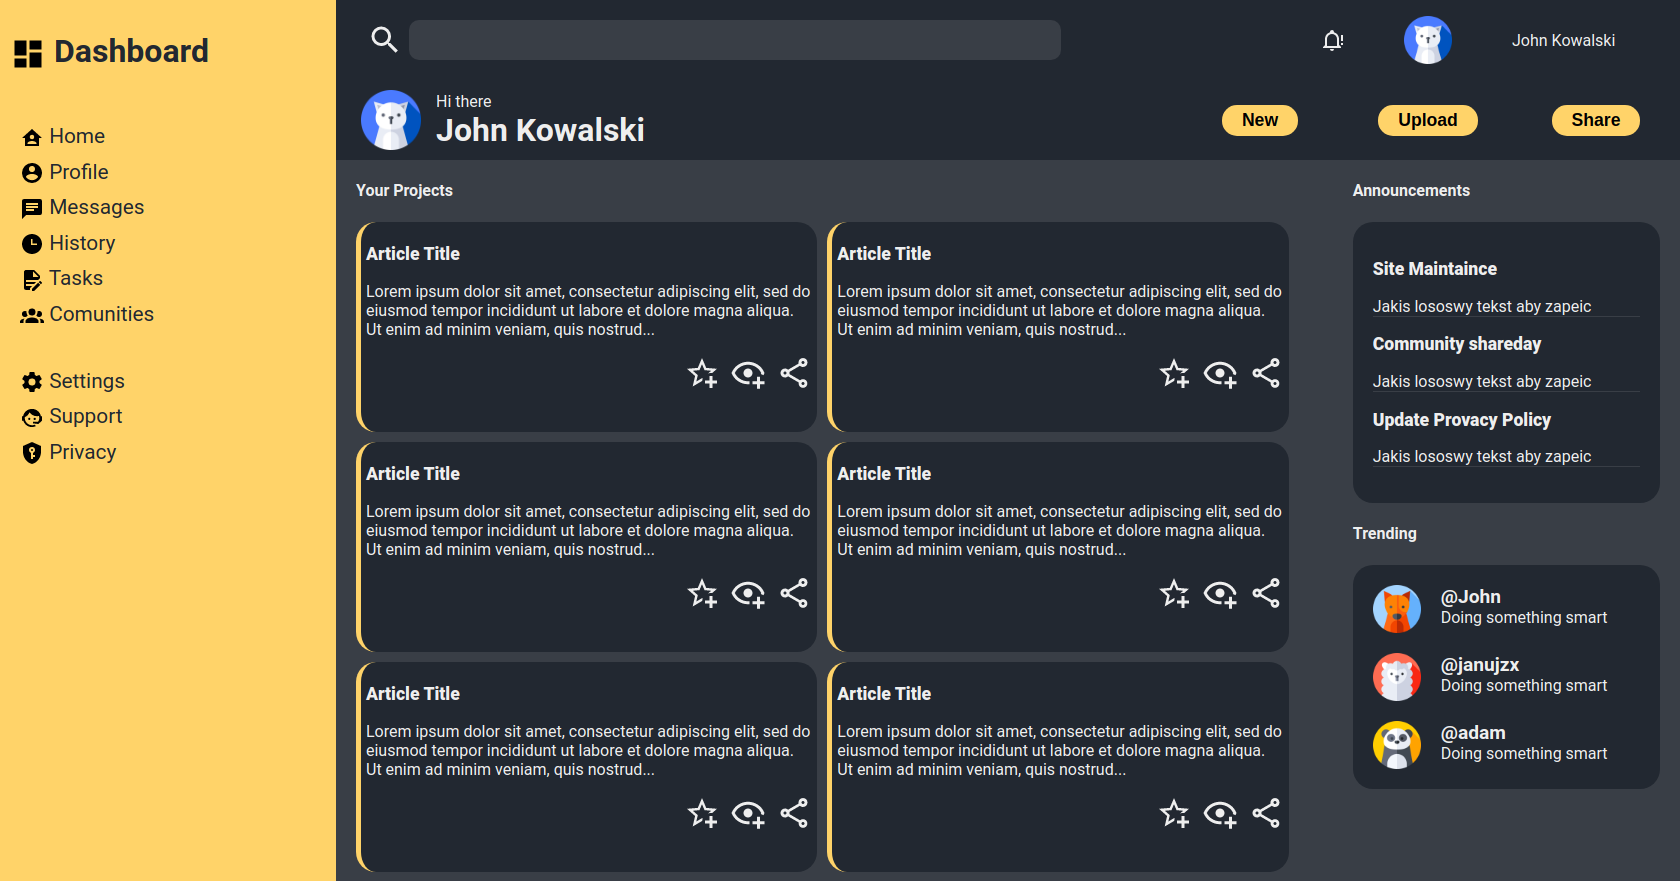 Dashboard
Home
Profile
Messages
History
Tasks
Comunities
Settings
Support
Privacy
John Kowalski
Hi there
John Kowalski
New
Upload
Share
Your Projects
Article Title
Lorem ipsum dolor sit amet, consectetur adipiscing elit, sed do
eiusmod tempor incididunt ut labore et dolore magna aliqua.
Ut enim ad minim veniam, quis nostrud...
Article Title
Lorem ipsum dolor sit amet, consectetur adipiscing elit, sed do
eiusmod tempor incididunt ut labore et dolore magna aliqua.
Ut enim ad minim veniam, quis nostrud...
Article Title
Lorem ipsum dolor sit amet, consectetur adipiscing elit, sed do
eiusmod tempor incididunt ut labore et dolore magna aliqua.
Ut enim ad minim veniam, quis nostrud...
Article Title
Lorem ipsum dolor sit amet, consectetur adipiscing elit, sed do
eiusmod tempor incididunt ut labore et dolore magna aliqua.
Ut enim ad minim veniam, quis nostrud...
Article Title
Lorem ipsum dolor sit amet, consectetur adipiscing elit, sed do
eiusmod tempor incididunt ut labore et dolore magna aliqua.
Ut enim ad minim veniam, quis nostrud...
Article Title
Lorem ipsum dolor sit amet, consectetur adipiscing elit, sed do
eiusmod tempor incididunt ut labore et dolore magna aliqua.
Ut enim ad minim veniam, quis nostrud...
Announcements
Site Maintaince
Jakis lososwy tekst aby zapeic
Community shareday
Jakis lososwy tekst aby zapeic
Update Provacy Policy
Jakis lososwy tekst aby zapeic
Trending
@John
Doing something smart
@janujzx
Doing something smart
@adam
Doing something smart